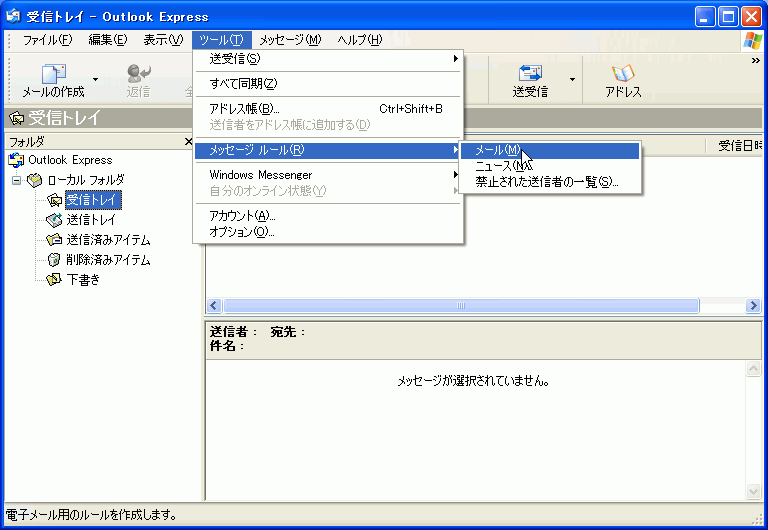 受信トレイ - Outlook Express
ファイル(F) 編集(E) 表示(V) ツール(T) メッセージ(M) ヘルプ(H)
メールの作成 返信 全 送受信 アドレス
送受信(S)
すべて同期(Z)
アドレス帳(B)... Ctrl+Shift+B
送信者をアドレス帳に追加する(D)
メッセージ ルール(R)
Windows Messenger
自分のオンライン状態(Y)
アカウント(A)...
オプション(O)...
メール(M)...
ニュース(N)...
禁止された送信者の一覧(S)...
受信トレイ
フォルダ
受信日時
Outlook Express
ローカル フォルダ
受信トレイ
送信トレイ
送信済みアイテム
削除済みアイテム
下書き
送信者： 宛先：
件名：
メッセージが選択されていません。
電子メール用のルールを作成します。